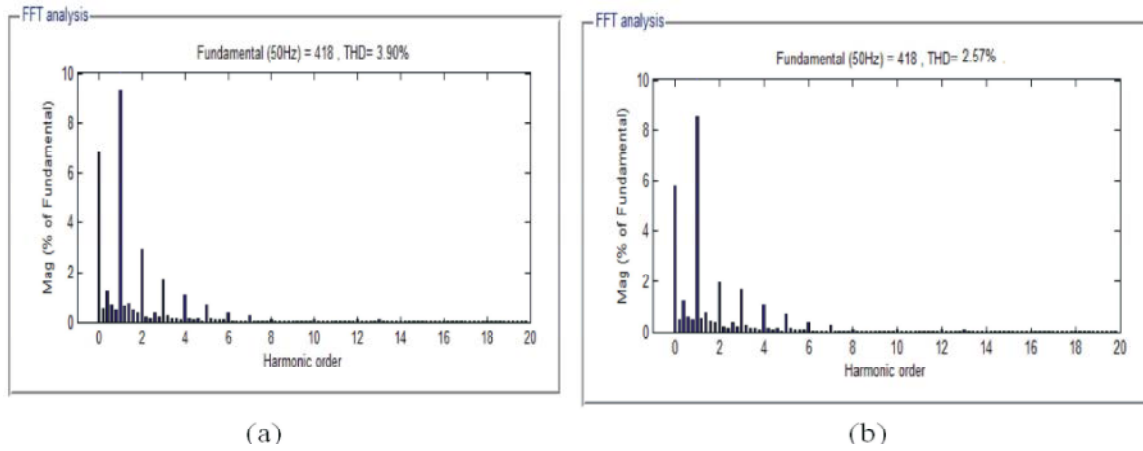 FFT analysis
Fundamental (50Hz) = 418 , THD= 3.90%
Mag (% of Fundamental)
10
8
6
4
2
0
0 2 4 6 8 10 12 14 16 18 20
Harmonic order
(a)
FFT analysis
Fundamental (50Hz) = 418 , THD= 2.57% .
Mag (% of Fundamental)
10
8
6
4
2
0
0 2 4 6 8 10 12 14 16 18 20
Harmonic order
(b)